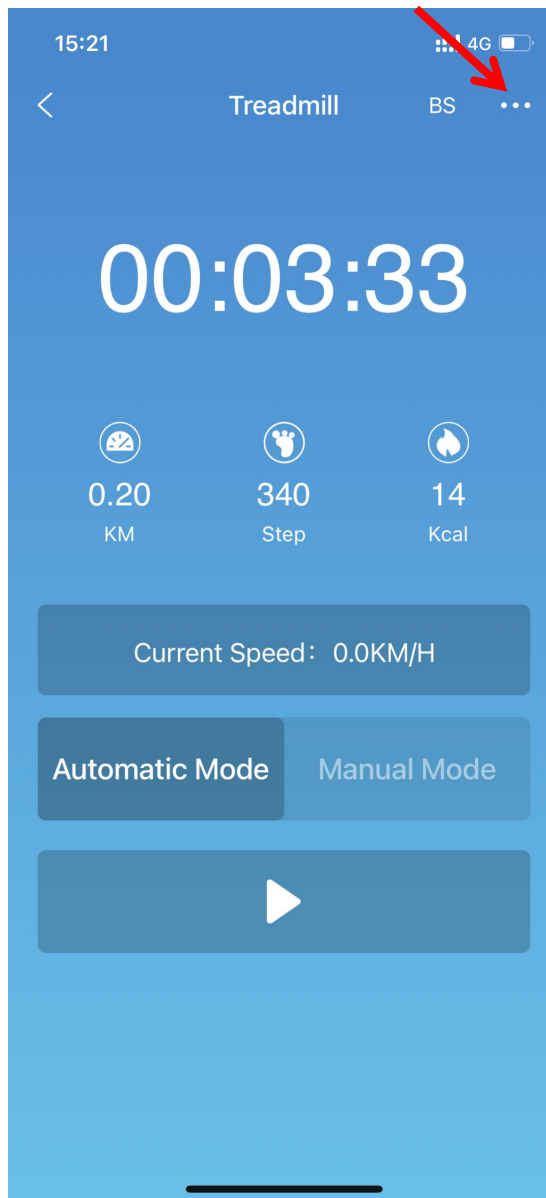 15:21 4G
Treadmill BS
00:03:33
0.20 340 14
KM Step Kcal
Current Speed: 0.0KM/H
Automatic Mode Manual Mode